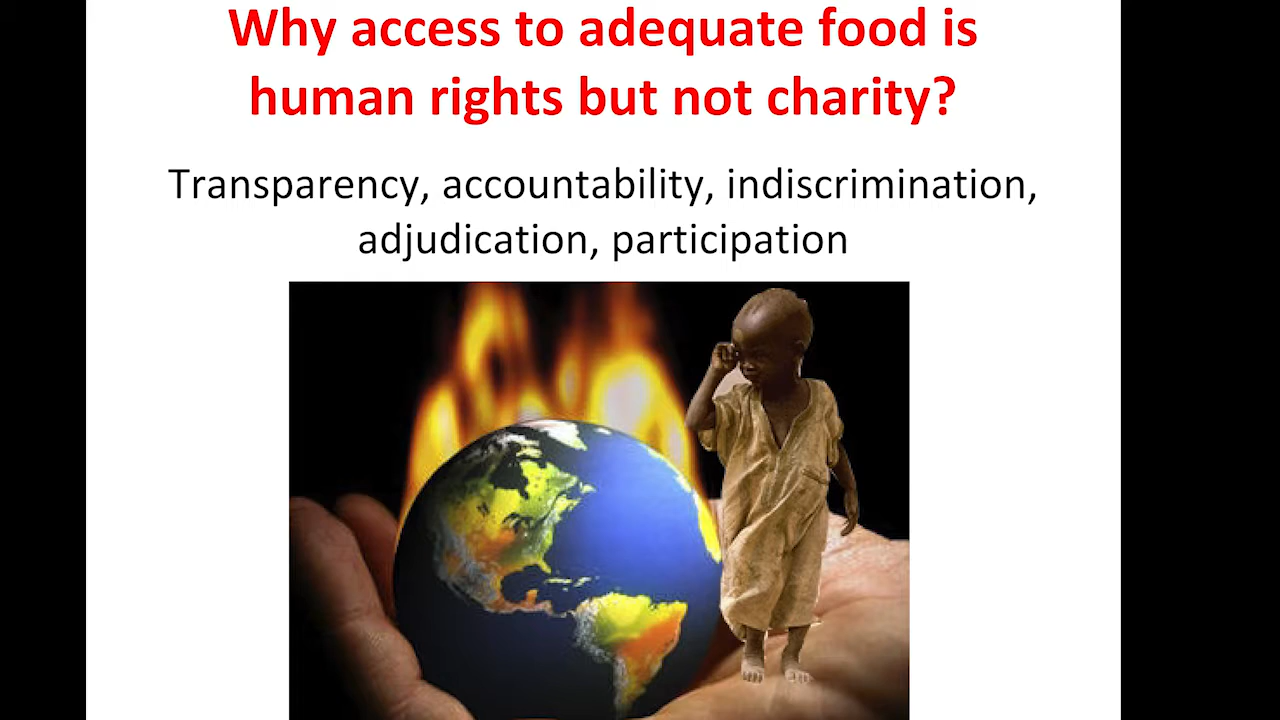 Why access to adequate food is
human rights but not charity?
Transparency, accountability, indiscrimination,
adjudication, participation